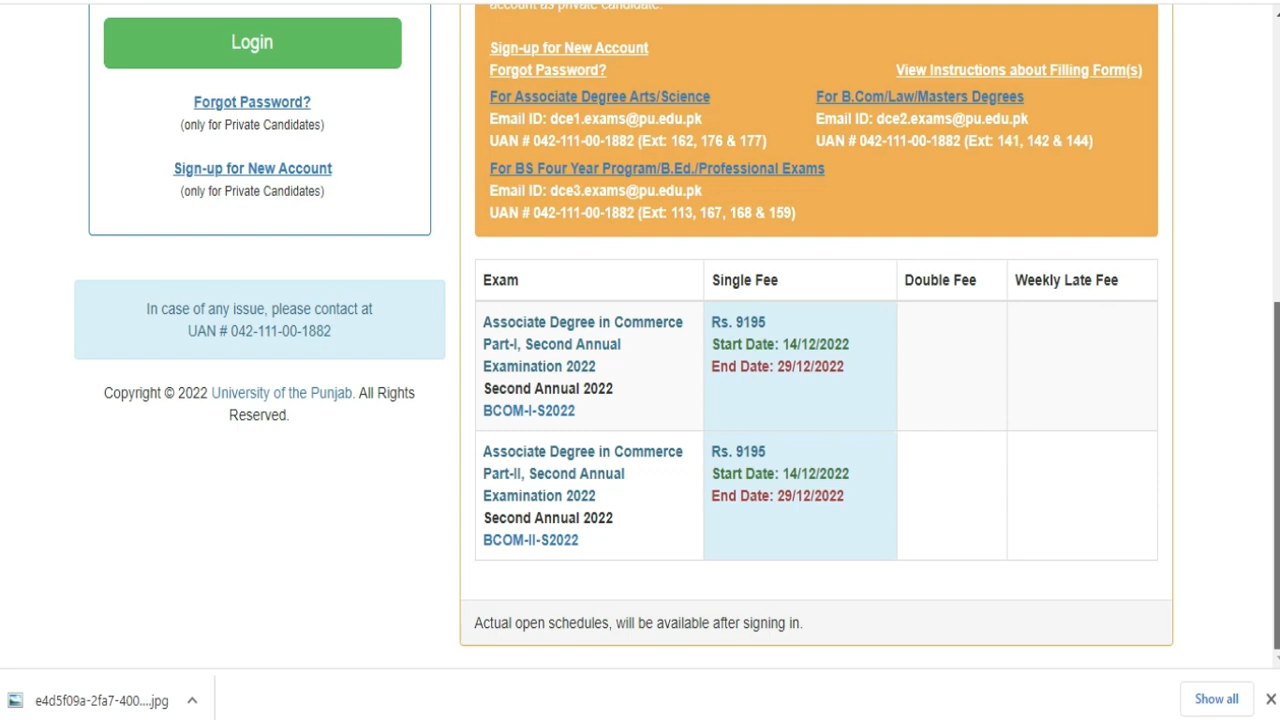 Login
Forgot Password?
(only for Private Candidates)
Sign-up for New Account
(only for Private Candidates)
In case of any issue, please contact at
UAN # 042-111-00-1882
Copyright © 2022 University of the Punjab. All Rights
Reserved.
account as private candidate.
Sign-up for New Account
Forgot Password?
View Instructions about Filling Form(s)
For Associate Degree Arts/Science
Email ID: dce1.exams@pu.edu.pk
UAN # 042-111-00-1882 (Ext: 162, 176 & 177)
For B.Com/Law/Masters Degrees
Email ID: dce2.exams@pu.edu.pk
UAN # 042-111-00-1882 (Ext: 141, 142 & 144)
For BS Four Year Program/B.Ed./Professional Exams
Email ID: dce3.exams@pu.edu.pk
UAN # 042-111-00-1882 (Ext: 113, 167, 168 & 159)
Exam Single Fee Double Fee Weekly Late Fee
Associate Degree in Commerce
Part-I, Second Annual
Examination 2022
Second Annual 2022
BCOM-I-S2022
Rs. 9195
Start Date: 14/12/2022
End Date: 29/12/2022
Associate Degree in Commerce
Part-II, Second Annual
Examination 2022
Second Annual 2022
BCOM-II-S2022
Rs. 9195
Start Date: 14/12/2022
End Date: 29/12/2022
Actual open schedules, will be available after signing in.
e4d5f09a-2fa7-400....jpg
Show all